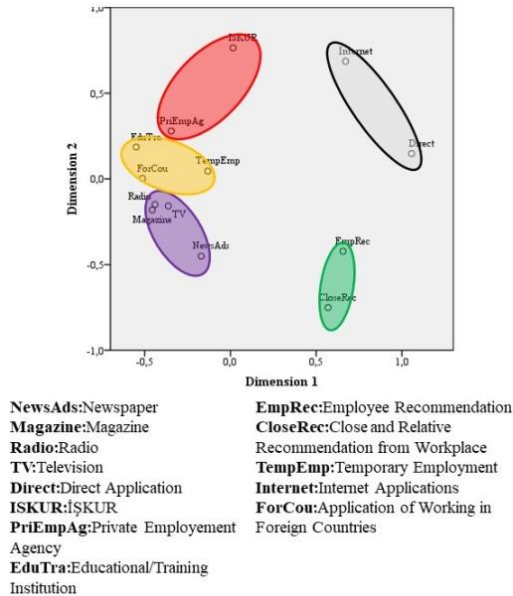 1,0
ISKUR
Internet
0,5
PriEmpAg
Direct
EduTra
TempEmp
ForCou
0,0
Radio
TV
Magazine
NewsAds
EmpRec
-0,5
CloseRec
-1,0
-0,5
0,0
0,5
1,0
Dimension 2
Dimension 1
NewsAds:Newspaper
Magazine:Magazine
Radio:Radio
TV:Television
Direct:Direct Application
ISKUR:İŞKUR
PriEmpAg:Private Employement
Agency
EduTra:Educational/Training
Institution
EmpRec:Employee Recommendation
CloseRec:Close and Relative
Recommendation from Workplace
TempEmp:Temporary Employment
Internet:Internet Applications
ForCou:Application of Working in
Foreign Countries